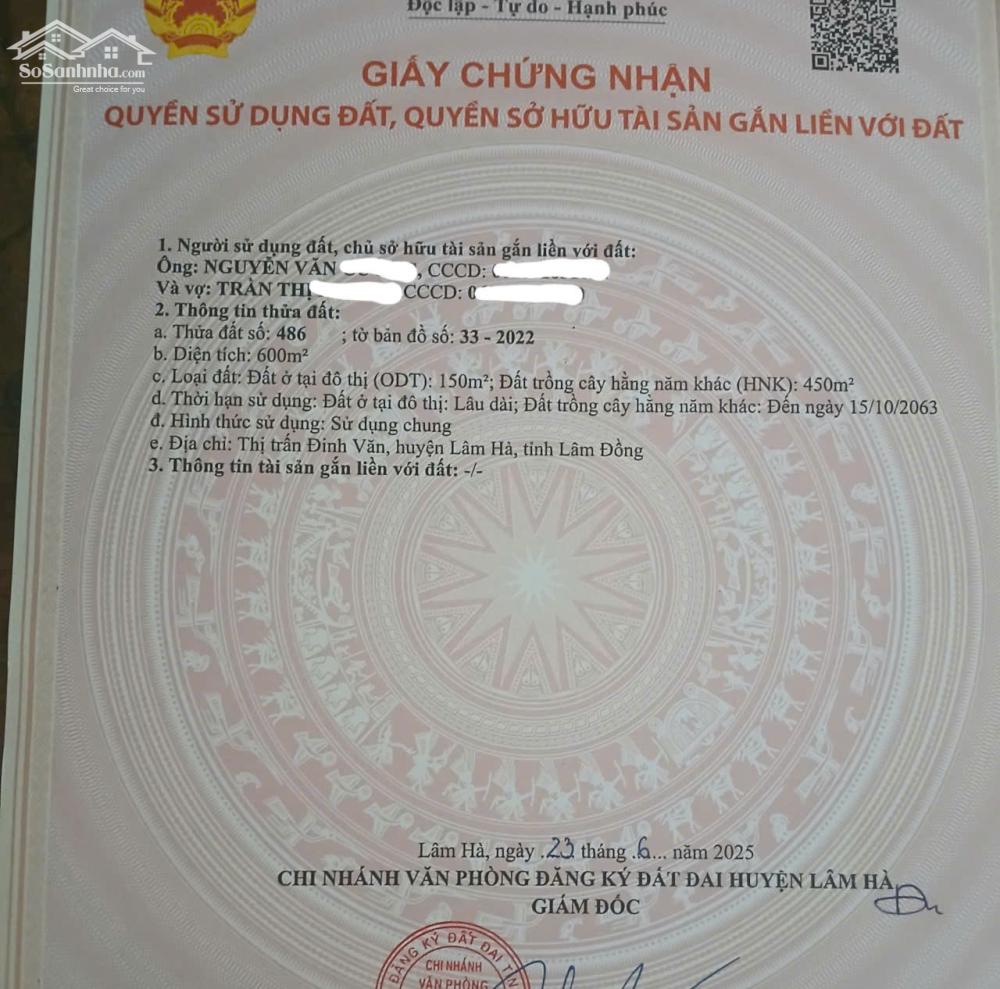 Độc lập - Tự do - Hạnh phúc
SoSanhnha.com
Great choice for you
GIẤY CHỨNG NHẬN
QUYỀN SỬ DỤNG ĐẤT, QUYỀN SỞ HỮU TÀI SẢN GẮN LIỀN VỚI ĐẤT
1. Người sử dụng đất, chủ sở hữu tài sản gắn liền với đất:
Ông: NGUYỄN VĂN , CCCD:
Và vợ: TRẦN THỊ CCCD: 0
2. Thông tin thửa đất:
a. Thửa đất số: 486 ; tờ bản đồ số: 33 - 2022
b. Diện tích: 600m²
c. Loại đất: Đất ở tại đô thị (ODT): 150m²; Đất trồng cây hằng năm khác (HNK): 450m²
d. Thời hạn sử dụng: Đất ở tại đô thị: Lâu dài; Đất trồng cây hằng năm khác: Đến ngày 15/10/2063
đ. Hình thức sử dụng: Sử dụng chung
e. Địa chỉ: Thị trấn Đinh Văn, huyện Lâm Hà, tỉnh Lâm Đồng
3. Thông tin tài sản gắn liền với đất: -/-
Lâm Hà, ngày .23 tháng .6... năm 2025
CHI NHÁNH VĂN PHÒNG ĐĂNG KÝ ĐẤT ĐAI HUYỆN LÂM HÀ
GIÁM ĐỐC
ĐĂNG KÝ ĐẤT ĐAI
CHI NHÁNH
VĂN PHÒNG